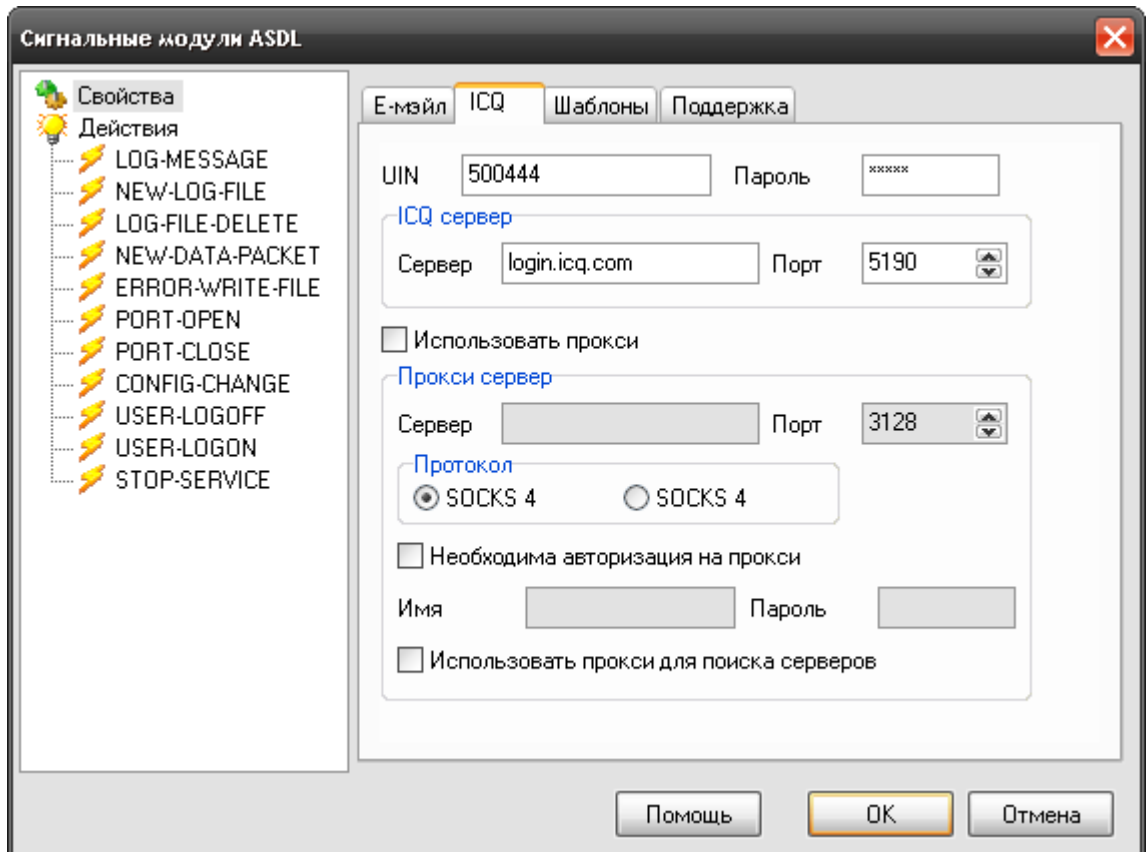 Сигнальные модули ASDL
Свойства
Действия
LOG-MESSAGE
NEW-LOG-FILE
LOG-FILE-DELETE
NEW-DATA-PACKET
ERROR-WRITE-FILE
PORT-OPEN
PORT-CLOSE
CONFIG-CHANGE
USER-LOGOFF
USER-LOGON
STOP-SERVICE
Е-мэйл ICQ Шаблоны Поддержка
UIN 500444 Пароль *****
ICQ сервер
Сервер login.icq.com Порт 5190
Использовать прокси
Прокси сервер
Сервер Порт 3128
Протокол
SOCKS 4 SOCKS 4
Необходима авторизация на прокси
Имя Пароль
Использовать прокси для поиска серверов
Помощь OK Отмена